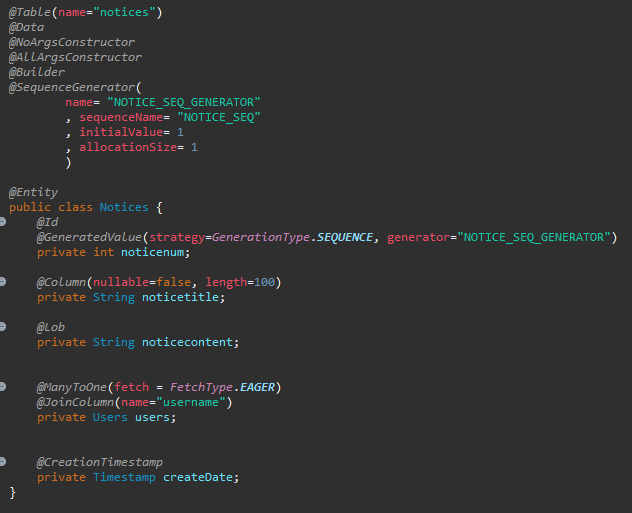 @Table(name="notices")
@Data
@NoArgsConstructor
@AllArgsConstructor
@Builder
@SequenceGenerator(
name= "NOTICE_SEQ_GENERATOR"
, sequenceName= "NOTICE_SEQ"
, initialValue= 1
, allocationSize= 1
)
@Entity
public class Notices {
@Id
@GeneratedValue(strategy=GenerationType.SEQUENCE, generator="NOTICE_SEQ_GENERATOR")
private int noticenum;
@Column(nullable=false, length=100)
private String noticetitle;
@Lob
private String noticecontent;
@ManyToOne(fetch = FetchType.EAGER)
@JoinColumn(name="username")
private Users users;
@CreationTimestamp
private Timestamp createDate;
}